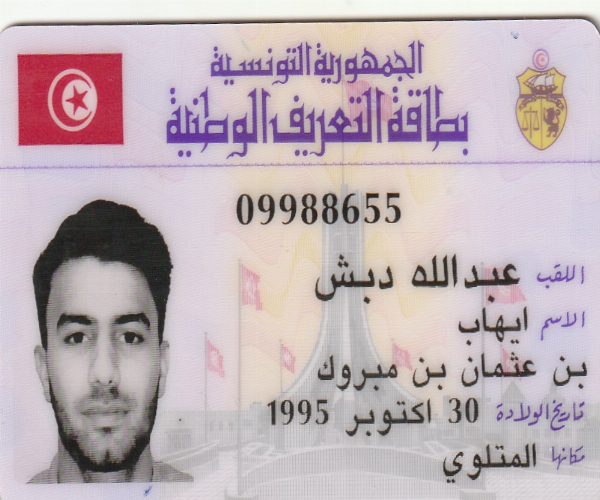 الجمهورية التونسية
بطاقة التعريف الوطنية
09988655
اللقب عبدالله دبش
الاسم ايهاب
بن عثمان بن مبروك
تاريخ الولادة 30 اكتوبر 1995
مكانها المتلوي